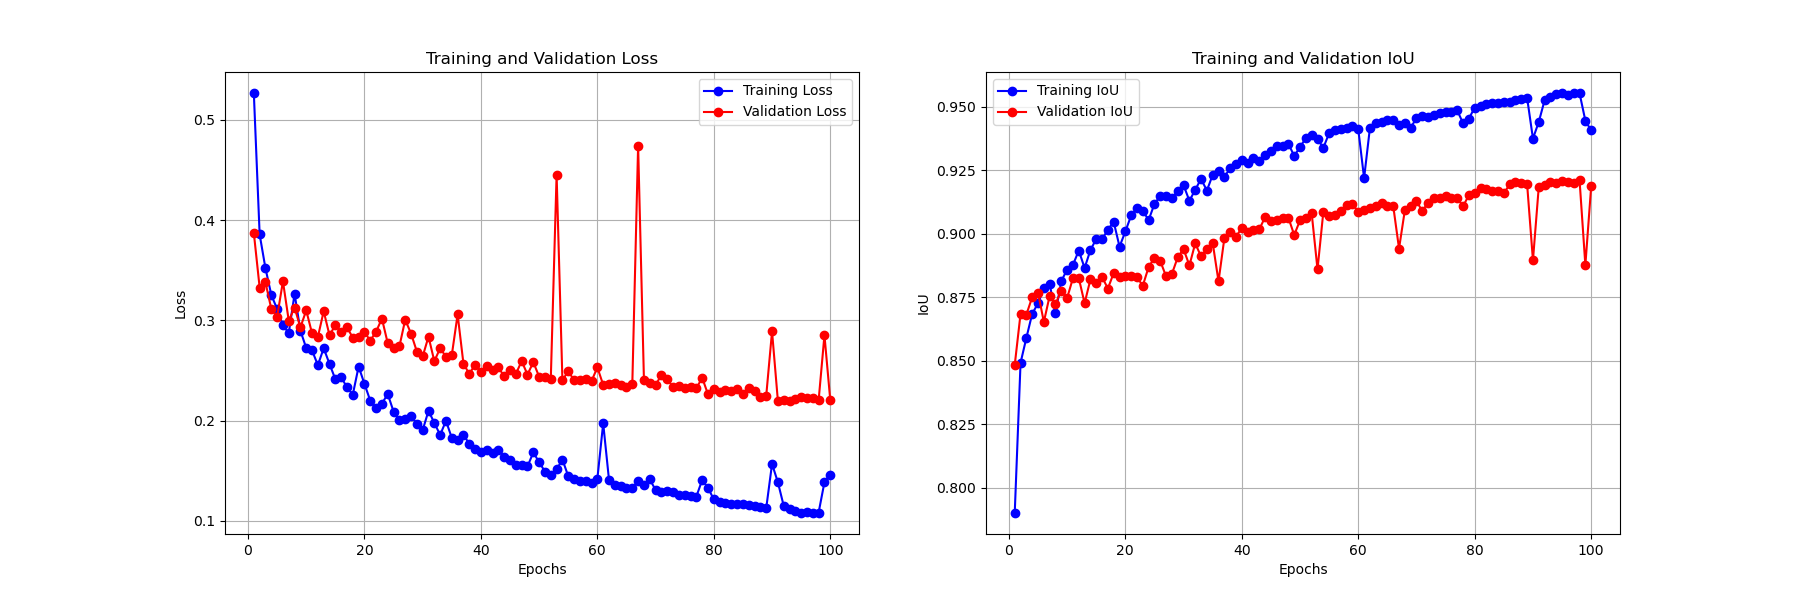 Training and Validation Loss
Training Loss
Validation Loss
0.5
0.4
0.3
0.2
0.1
Loss
0 20 40 60 80 100
Epochs
Training and Validation IoU
Training IoU
Validation IoU
0.950
0.925
0.900
0.875
0.850
0.825
0.800
IoU
0 20 40 60 80 100
Epochs